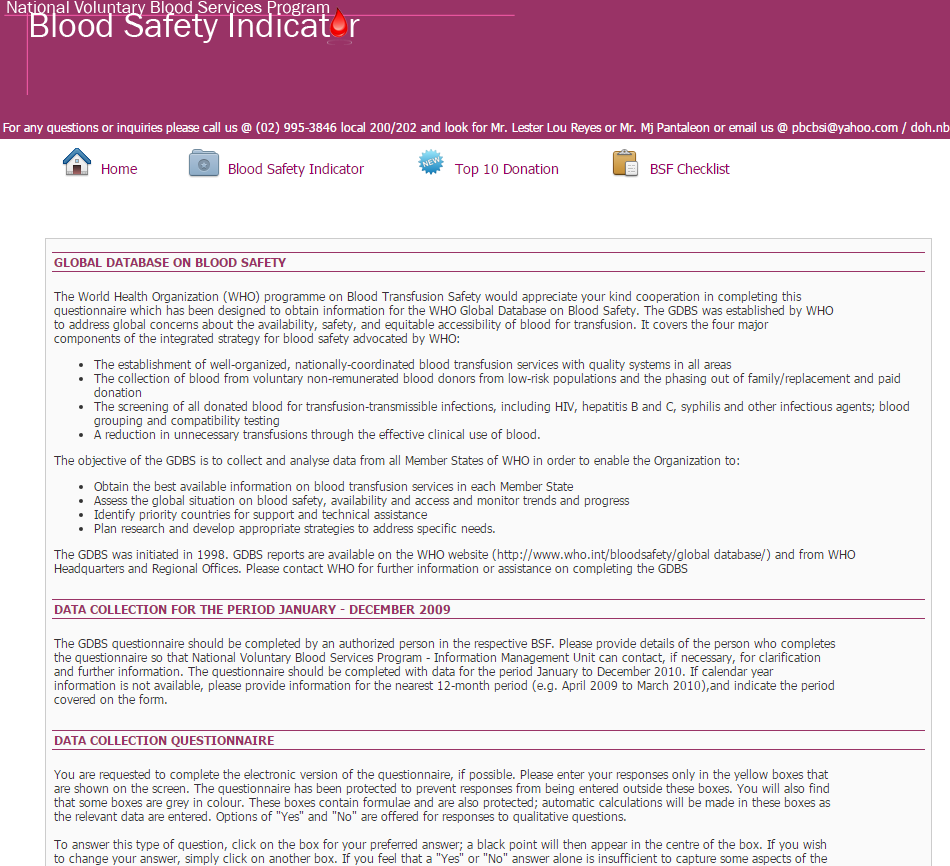 National Voluntary Blood Services Program
Blood Safety Indicator
For any questions or inquiries please call us @ (02) 995-3846 local 200/202 and look for Mr. Lester Lou Reyes or Mr. Mj Pantaleon or email us @ pbcbsi@yahoo.com / doh.nb
Home
Blood Safety Indicator
NEW
Top 10 Donation
BSF Checklist
GLOBAL DATABASE ON BLOOD SAFETY
The World Health Organization (WHO) programme on Blood Transfusion Safety would appreciate your kind cooperation in completing this
questionnaire which has been designed to obtain information for the WHO Global Database on Blood Safety. The GDBS was established by WHO
to address global concerns about the availability, safety, and equitable accessibility of blood for transfusion. It covers the four major
components of the integrated strategy for blood safety advocated by WHO:
• The establishment of well-organized, nationally-coordinated blood transfusion services with quality systems in all areas
• The collection of blood from voluntary non-remunerated blood donors from low-risk populations and the phasing out of family/replacement and paid
donation
• The screening of all donated blood for transfusion-transmissible infections, including HIV, hepatitis B and C, syphilis and other infectious agents; blood
grouping and compatibility testing
• A reduction in unnecessary transfusions through the effective clinical use of blood.
The objective of the GDBS is to collect and analyse data from all Member States of WHO in order to enable the Organization to:
• Obtain the best available information on blood transfusion services in each Member State
• Assess the global situation on blood safety, availability and access and monitor trends and progress
• Identify priority countries for support and technical assistance
• Plan research and develop appropriate strategies to address specific needs.
The GDBS was initiated in 1998. GDBS reports are available on the WHO website (http://www.who.int/bloodsafety/global database/) and from WHO
Headquarters and Regional Offices. Please contact WHO for further information or assistance on completing the GDBS
DATA COLLECTION FOR THE PERIOD JANUARY - DECEMBER 2009
The GDBS questionnaire should be completed by an authorized person in the respective BSF. Please provide details of the person who completes
the questionnaire so that National Voluntary Blood Services Program - Information Management Unit can contact, if necessary, for clarification
and further information. The questionnaire should be completed with data for the period January to December 2010. If calendar year
information is not available, please provide information for the nearest 12-month period (e.g. April 2009 to March 2010),and indicate the period
covered on the form.
DATA COLLECTION QUESTIONNAIRE
You are requested to complete the electronic version of the questionnaire, if possible. Please enter your responses only in the yellow boxes that
are shown on the screen. The questionnaire has been protected to prevent responses from being entered outside these boxes. You will also find
that some boxes are grey in colour. These boxes contain formulae and are also protected; automatic calculations will be made in these boxes as
the relevant data are entered. Options of "Yes" and "No" are offered for responses to qualitative questions.
To answer this type of question, click on the box for your preferred answer; a black point will then appear in the centre of the box. If you wish
to change your answer, simply click on another box. If you feel that a "Yes" or "No" answer alone is insufficient to capture some aspects of the